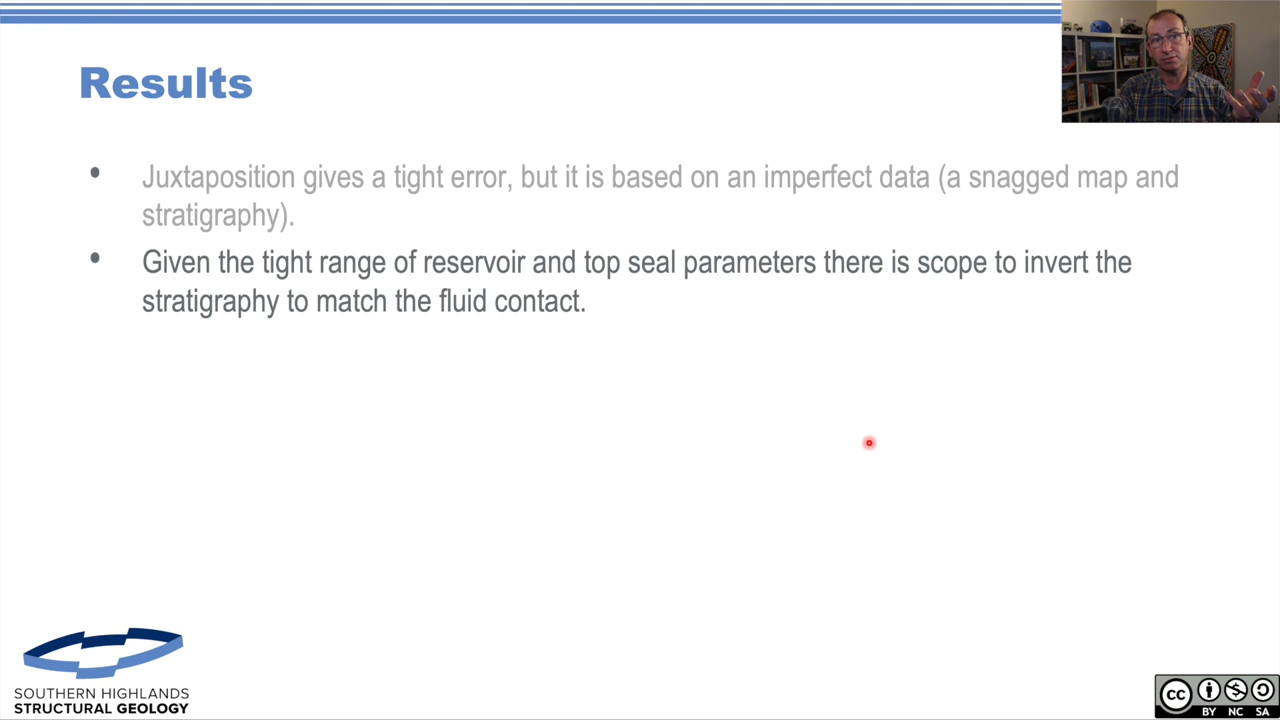 Results
• Juxtaposition gives a tight error, but it is based on an imperfect data (a snagged map and
stratigraphy).
• Given the tight range of reservoir and top seal parameters there is scope to invert the
stratigraphy to match the fluid contact.
SOUTHERN HIGHLANDS
STRUCTURAL GEOLOGY
cc
BY NC SA